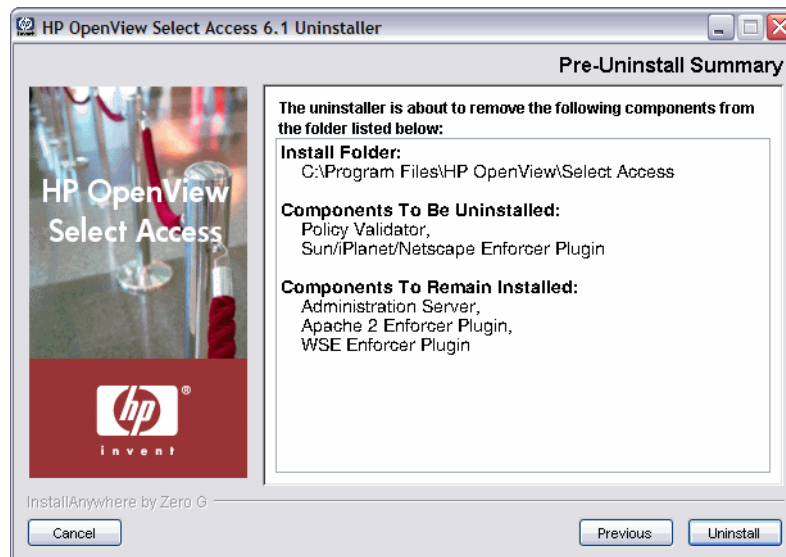 HP OpenView Select Access 6.1 Uninstaller
Pre-Uninstall Summary
HP OpenView
Select Access
hp
®
invent
The uninstaller is about to remove the following components from
the folder listed below:
Install Folder:
C:\Program Files\HP OpenView\Select Access
Components To Be Uninstalled:
Policy Validator,
Sun/iPlanet/Netscape Enforcer Plugin
Components To Remain Installed:
Administration Server,
Apache 2 Enforcer Plugin,
WSE Enforcer Plugin
InstallAnywhere by Zero G
Cancel
Previous
Uninstall